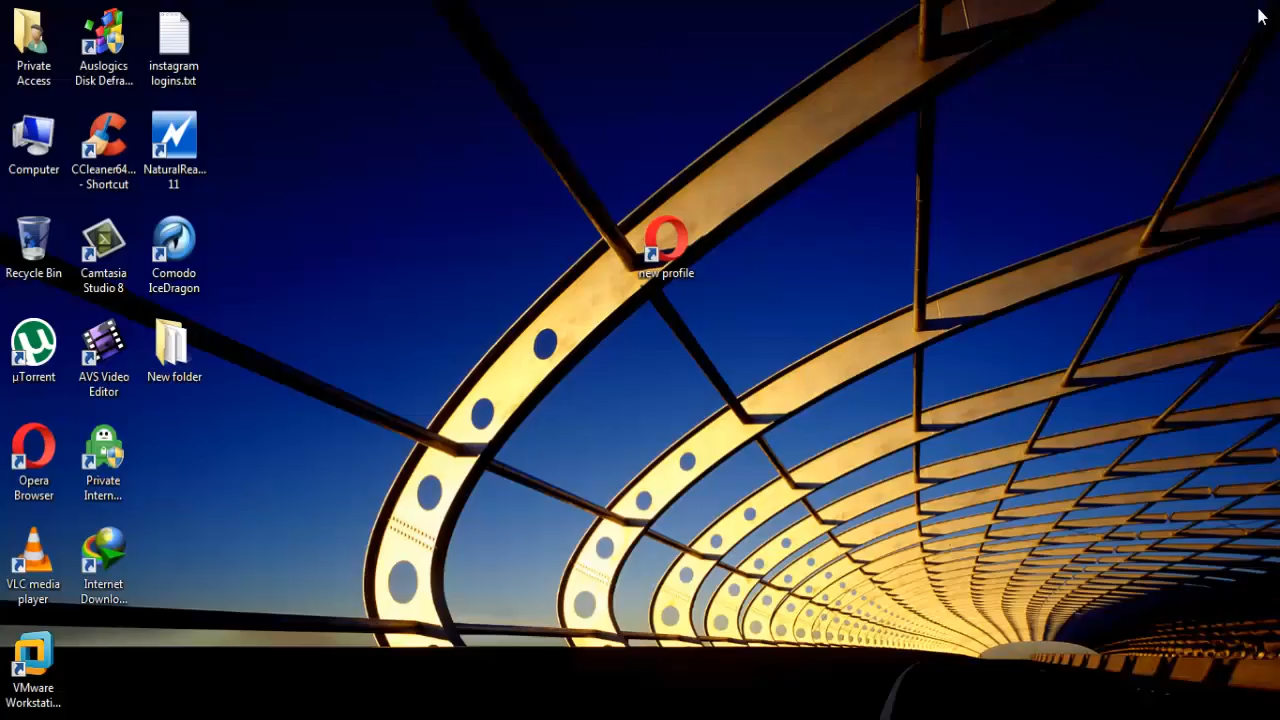 Private
Access
Auslogics
Disk Defra...
instagram
logins.txt
Computer
CCleaner64...
- Shortcut
NaturalRea...
11
Recycle Bin
Camtasia
Studio 8
Comodo
IceDragon
new profile
µTorrent
AVS Video
Editor
New folder
Opera
Browser
Private
Intern...
VLC media
player
Internet
Downlo...
VMware
Workstati...